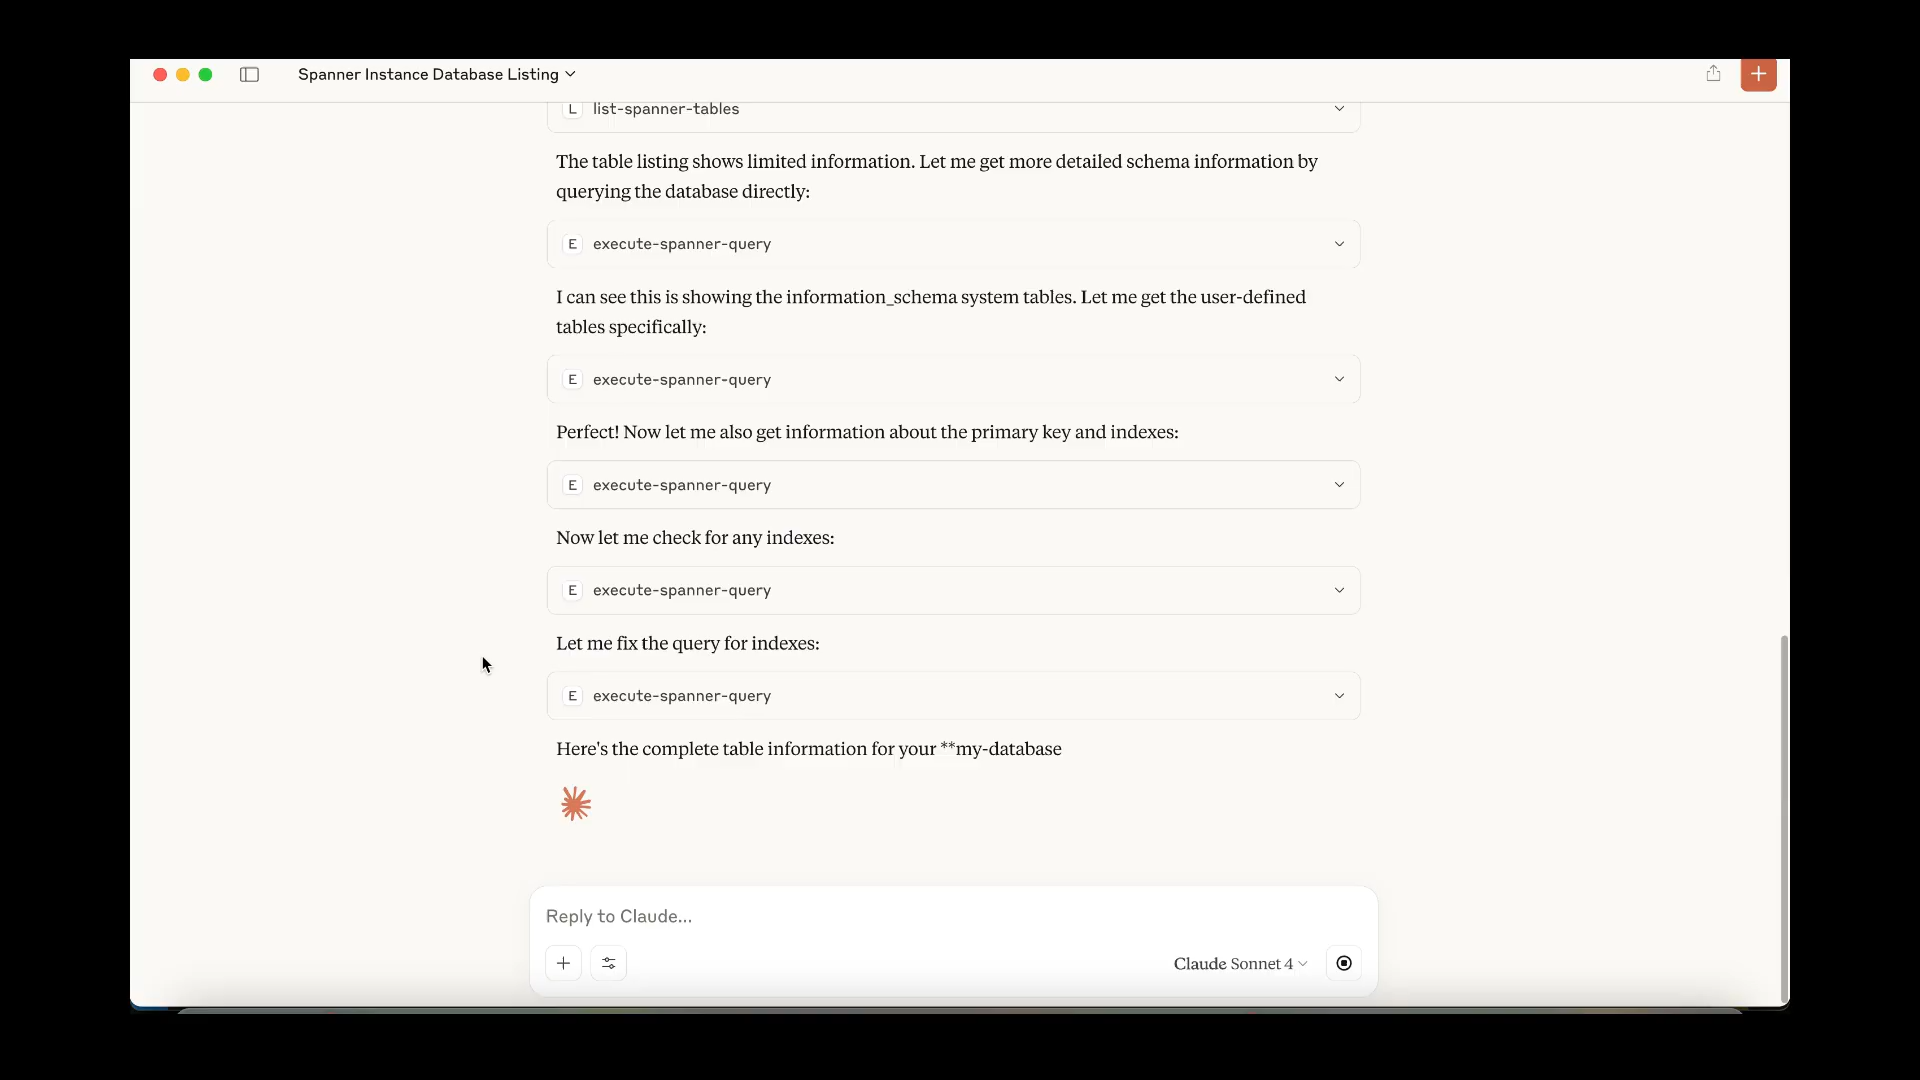 Spanner Instance Database Listing
L list-spanner-tables
The table listing shows limited information. Let me get more detailed schema information by
querying the database directly:
E execute-spanner-query
I can see this is showing the information_schema system tables. Let me get the user-defined
tables specifically:
E execute-spanner-query
Perfect! Now let me also get information about the primary key and indexes:
E execute-spanner-query
Now let me check for any indexes:
E execute-spanner-query
Let me fix the query for indexes:
E execute-spanner-query
Here's the complete table information for your **my-database
Reply to Claude...
Claude Sonnet 4